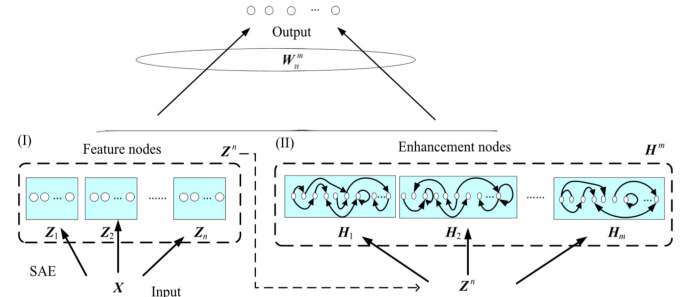 ... 
Output
W_n^m
(I)
Feature nodes
Z^n
(II)
Enhancement nodes
H^m
... ... ...... ...
.... .... ...... ....
Z_1 Z_2 Z_n
H_1 H_2 H_m
SAE
X
Input
Z^n